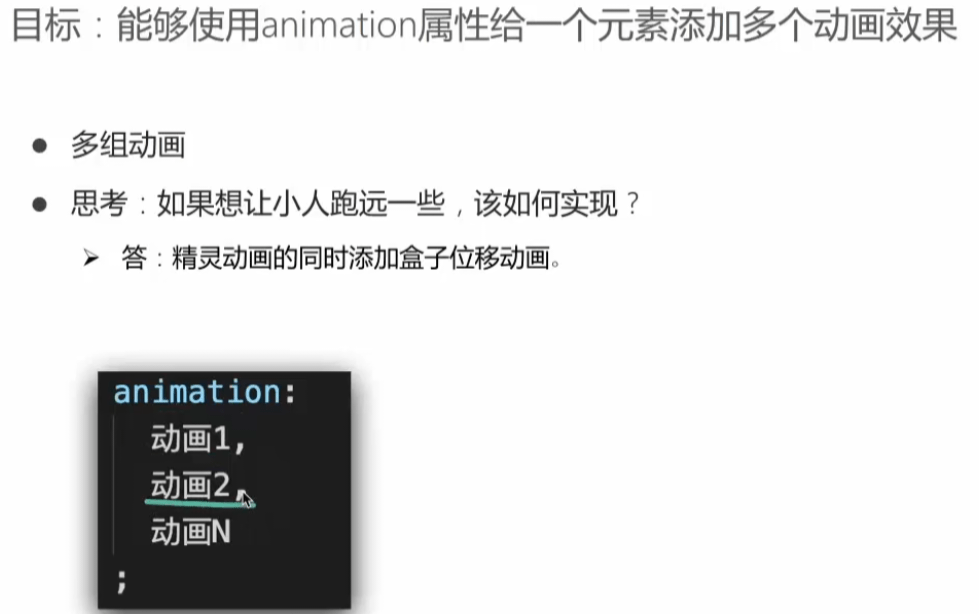 目标：能够使用animation属性给一个元素添加多个动画效果
● 多组动画
● 思考：如果想让小人跑远一些，该如何实现？
➢ 答：精灵动画的同时添加盒子位移动画。
animation:
动画1,
动画2,
动画N
;